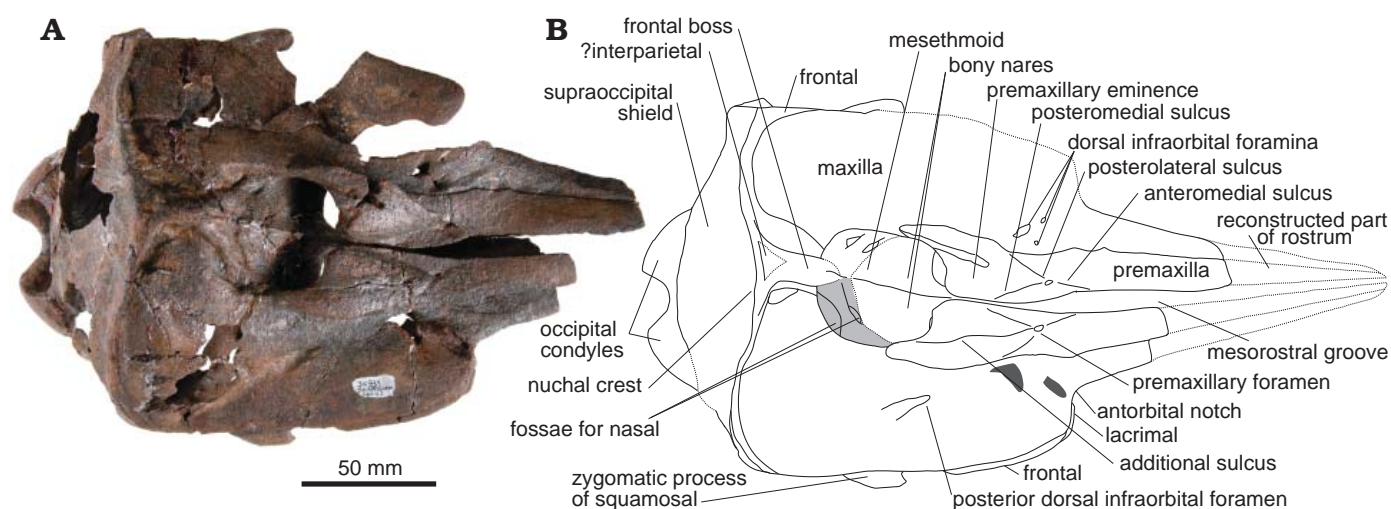 A
50 mm
B
frontal boss
?interparietal
supraoccipital
shield
frontal
mesethmoid
bony nares
premaxillary eminence
posteromedial sulcus
dorsal infraorbital foramina
posterolateral sulcus
anteromedial sulcus
reconstructed part
of rostrum
maxilla
premaxilla
occipital
condyles
nuchal crest
fossae for nasal
zygomatic process
of squamosal
mesorostral groove
premaxillary foramen
antorbital notch
lacrimal
additional sulcus
frontal
posterior dorsal infraorbital foramen